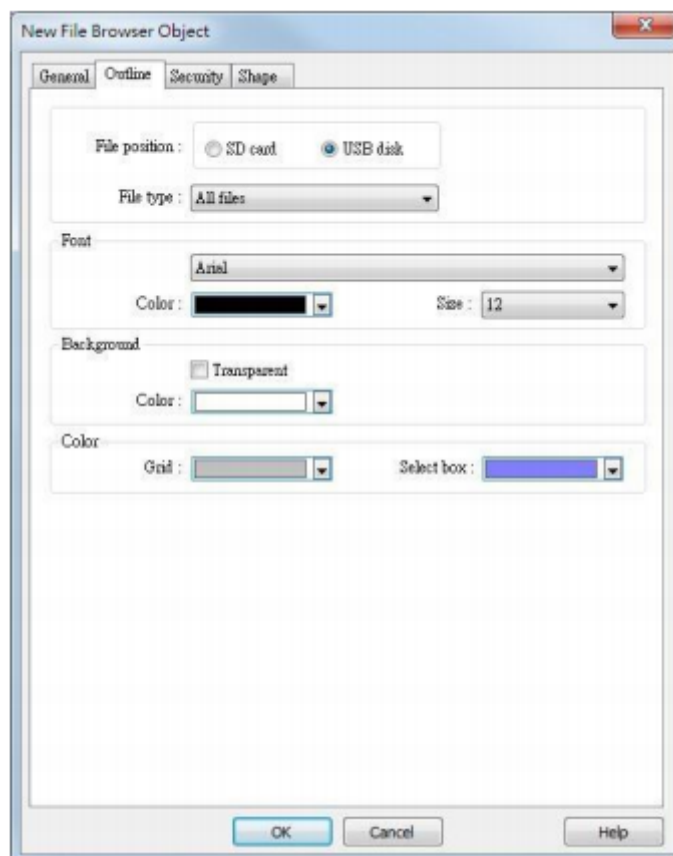 New File Browser Object
General Outline Security Shape
File position : SD card USB disk
File type : All files
Font
Arial
Color : Size : 12
Background
Transparent
Color :
Color
Grid : Select box :
OK Cancel Help